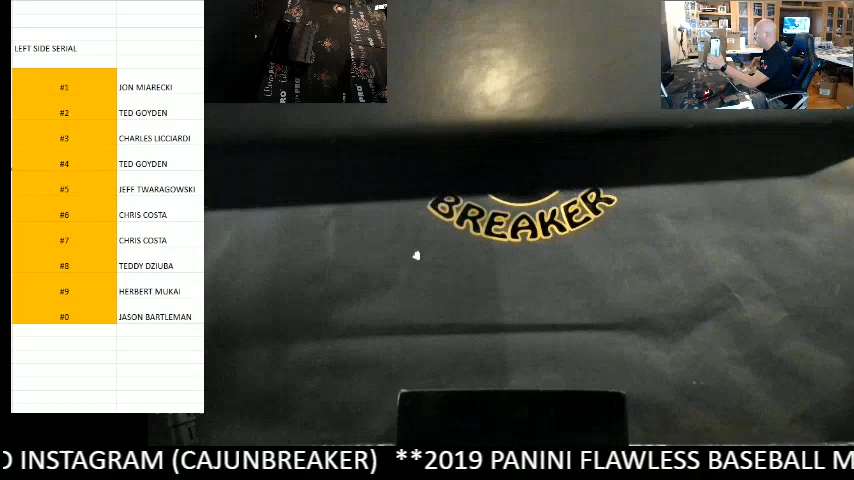 LEFT SIDE SERIAL
#1 JON MIARECKI
#2 TED GOYDEN
#3 CHARLES LICCIARDI
#4 TED GOYDEN
#5 JEFF TWARAGOWSKI
#6 CHRIS COSTA
#7 CHRIS COSTA
#8 TEDDY DZIUBA
#9 HERBERT MUKAI
#0 JASON BARTLEMAN
BREAKER
O INSTAGRAM (CAJUNBREAKER) **2019 PANINI FLAWLESS BASEBALL M